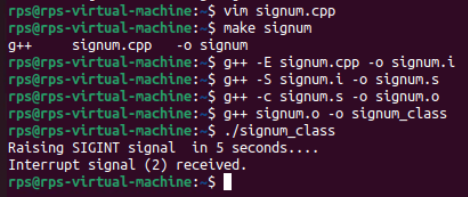 rps@rps-virtual-machine:~$ vim signum.cpp
rps@rps-virtual-machine:~$ make signum
g++     signum.cpp   -o signum
rps@rps-virtual-machine:~$ g++ -E signum.cpp -o signum.i
rps@rps-virtual-machine:~$ g++ -S signum.i -o signum.s
rps@rps-virtual-machine:~$ g++ -c signum.s -o signum.o
rps@rps-virtual-machine:~$ g++ signum.o -o signum_class
rps@rps-virtual-machine:~$ ./signum_class
Raising SIGINT signal  in 5 seconds....
Interrupt signal (2) received.
rps@rps-virtual-machine:~$